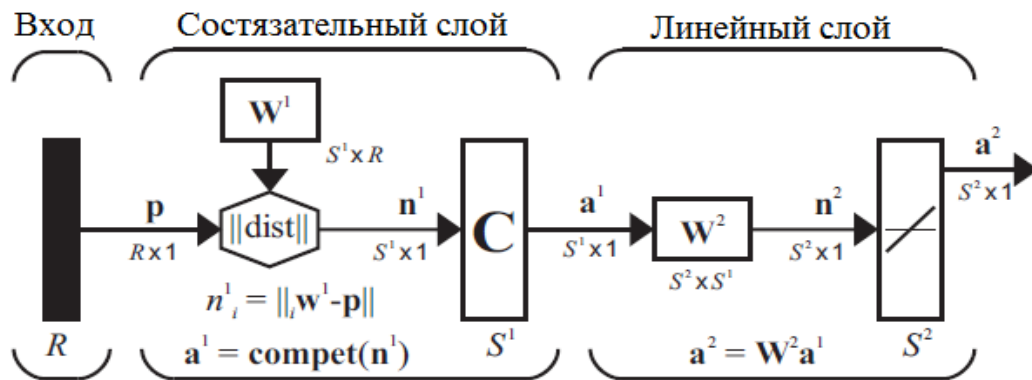 Вход Состязательный слой Линейный слой
W¹
S¹ x R
p
R x 1
||dist||
n¹
S¹ x 1
C
a¹
S¹ x 1
W²
S² x S¹
n²
S² x 1
a²
S² x 1
n¹ᵢ = ||ᵢw¹-p||
R
a¹ = compet(n¹)
S¹
a² = W²a¹
S²